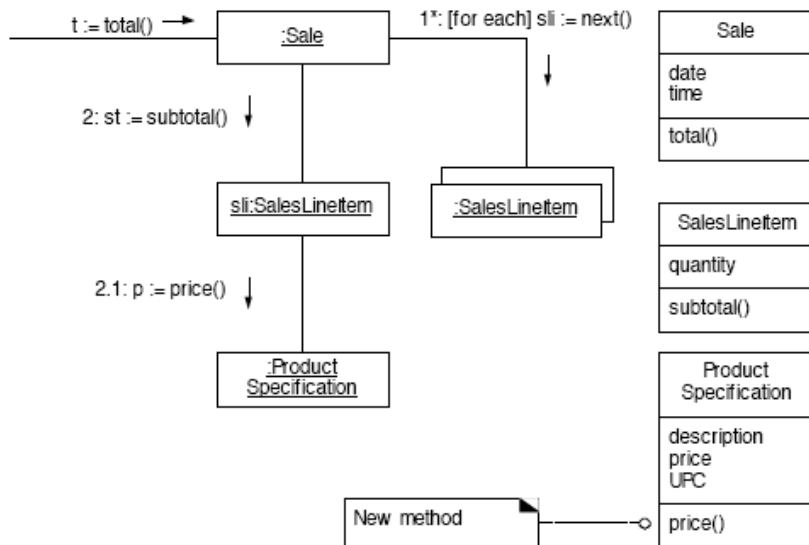 t := total()
:Sale
1*: [for each] sli := next()
2: st := subtotal()
sli:SalesLineItem
:SalesLineItem
2.1: p := price()
:Product
Specification
New method
Sale
date
time
total()
SalesLineItem
quantity
subtotal()
Product
Specification
description
price
UPC
price()